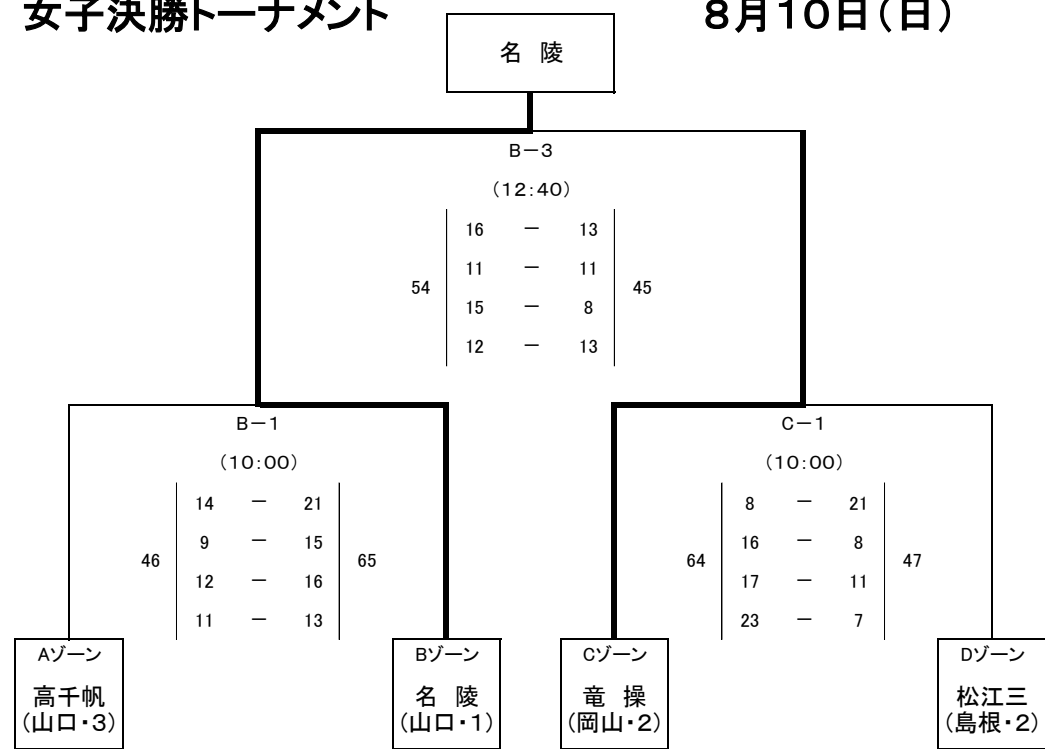 女子決勝トーナメント 8月10日(日)
名 陵
B-3
(12:40)
16 － 13
11 － 11
54 45
15 － 8
12 － 13
B-1 C-1
(10:00) (10:00)
14 － 21 8 － 21
9 － 15 16 － 8
46 65 64 47
12 － 16 17 － 11
11 － 13 23 － 7
Aゾーン Bゾーン Cゾーン Dゾーン
高千帆 名 陵 竜 操 松江三
(山口・3) (山口・1) (岡山・2) (島根・2)